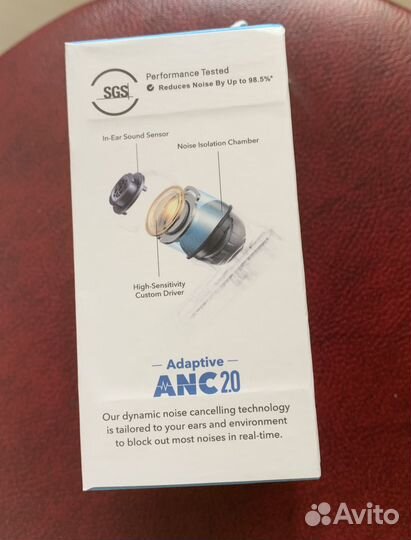 SGS
Performance Tested
Reduces Noise By Up to 98.5%*
In-Ear Sound Sensor
Noise Isolation Chamber
High-Sensitivity
Custom Driver
Adaptive
ANC 2.0
Our dynamic noise cancelling technology
is tailored to your ears and environment
to block out most noises in real-time.
Avito